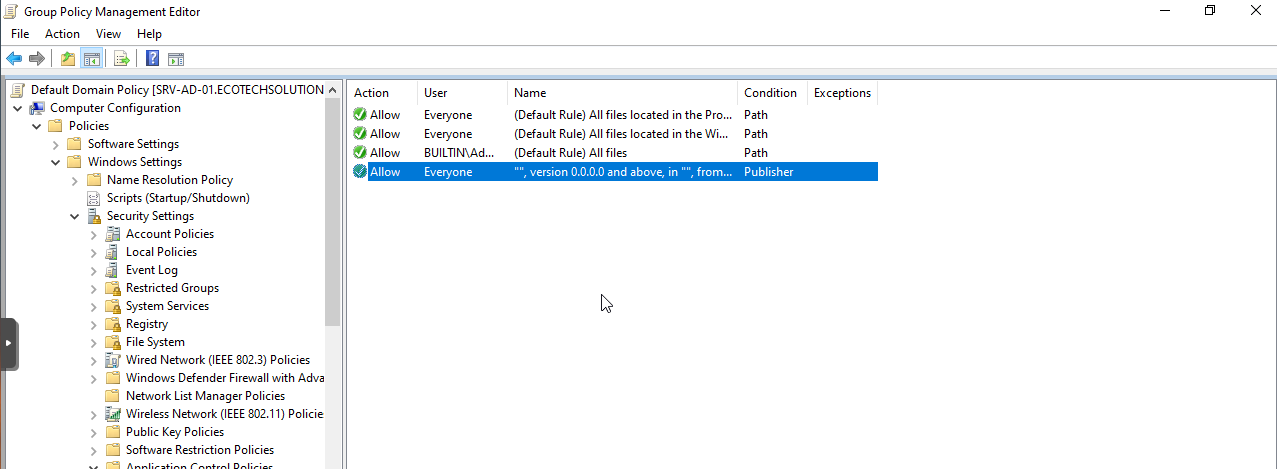 Group Policy Management Editor
File Action View Help
Default Domain Policy [SRV-AD-01.ECOTECHSOLUTION
Computer Configuration
Policies
Software Settings
Windows Settings
Name Resolution Policy
Scripts (Startup/Shutdown)
Security Settings
Account Policies
Local Policies
Event Log
Restricted Groups
System Services
Registry
File System
Wired Network (IEEE 802.3) Policies
Windows Defender Firewall with Adva
Network List Manager Policies
Wireless Network (IEEE 802.11) Policie
Public Key Policies
Software Restriction Policies
Application Control Policies
Action User Name Condition Exceptions
Allow Everyone (Default Rule) All files located in the Pro... Path
Allow Everyone (Default Rule) All files located in the Wi... Path
Allow BUILTIN\Ad... (Default Rule) All files Path
Allow Everyone "", version 0.0.0.0 and above, in "", from... Publisher